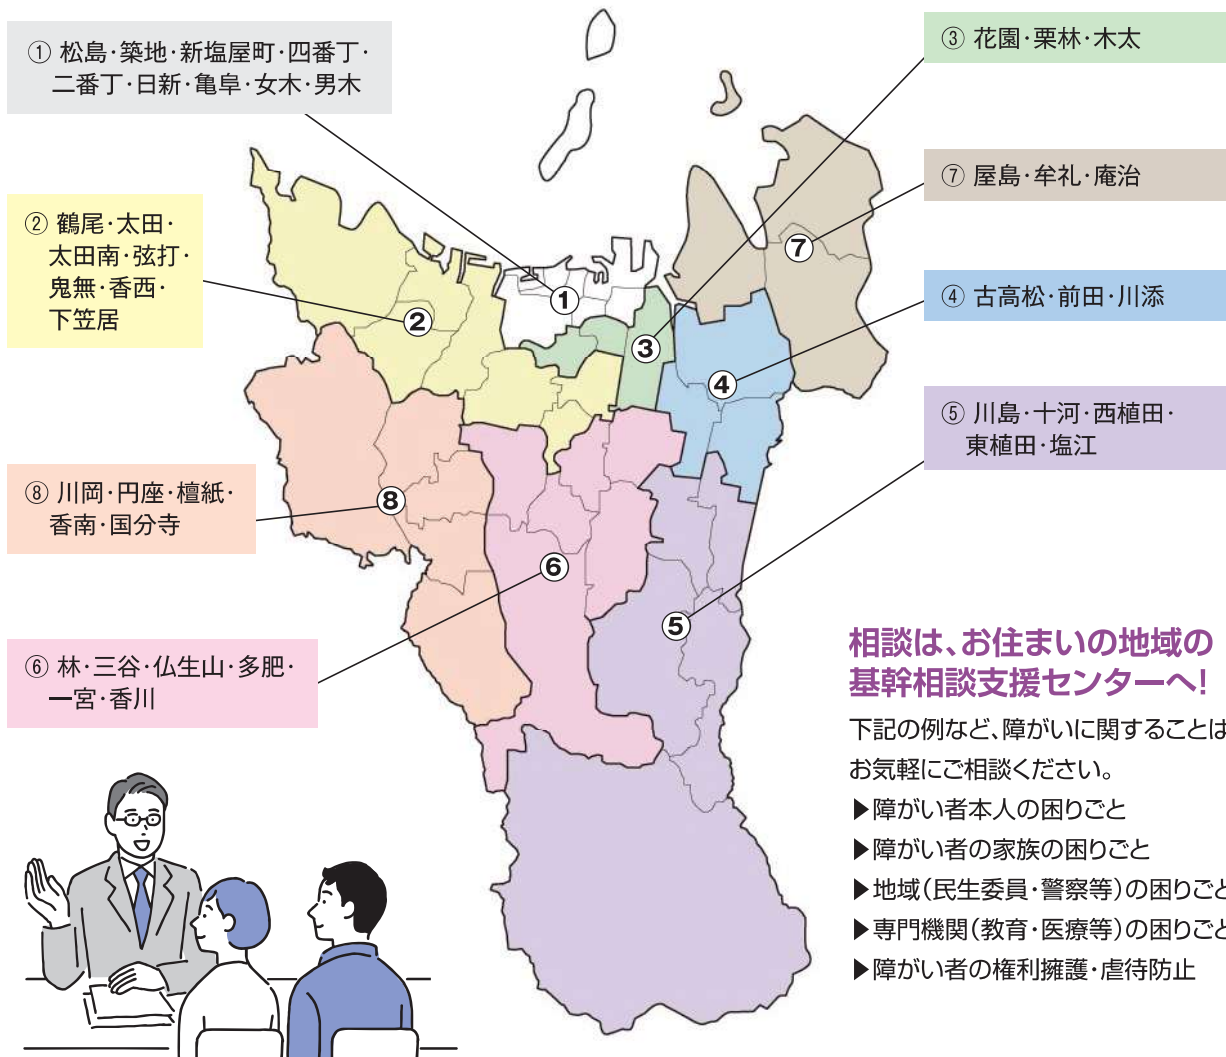 ① 松島・築地・新塩屋町・四番丁・
二番丁・日新・亀阜・女木・男木
③ 花園・栗林・木太
⑦ 屋島・牟礼・庵治
② 鶴尾・太田・
太田南・弦打・
鬼無・香西・
下笠居
④ 古高松・前田・川添
⑤ 川島・十河・西植田・
東植田・塩江
⑧ 川岡・円座・檀紙・
香南・国分寺
⑥ 林・三谷・仏生山・多肥・
一宮・香川
1
2
3
4
5
6
7
8
相談は、お住まいの地域の
基幹相談支援センターへ!
下記の例など、障がいに関することは
お気軽にご相談ください。
▶障がい者本人の困りごと
▶障がい者の家族の困りごと
▶地域(民生委員・警察等)の困りごと
▶専門機関(教育・医療等)の困りごと
▶障がい者の権利擁護・虐待防止